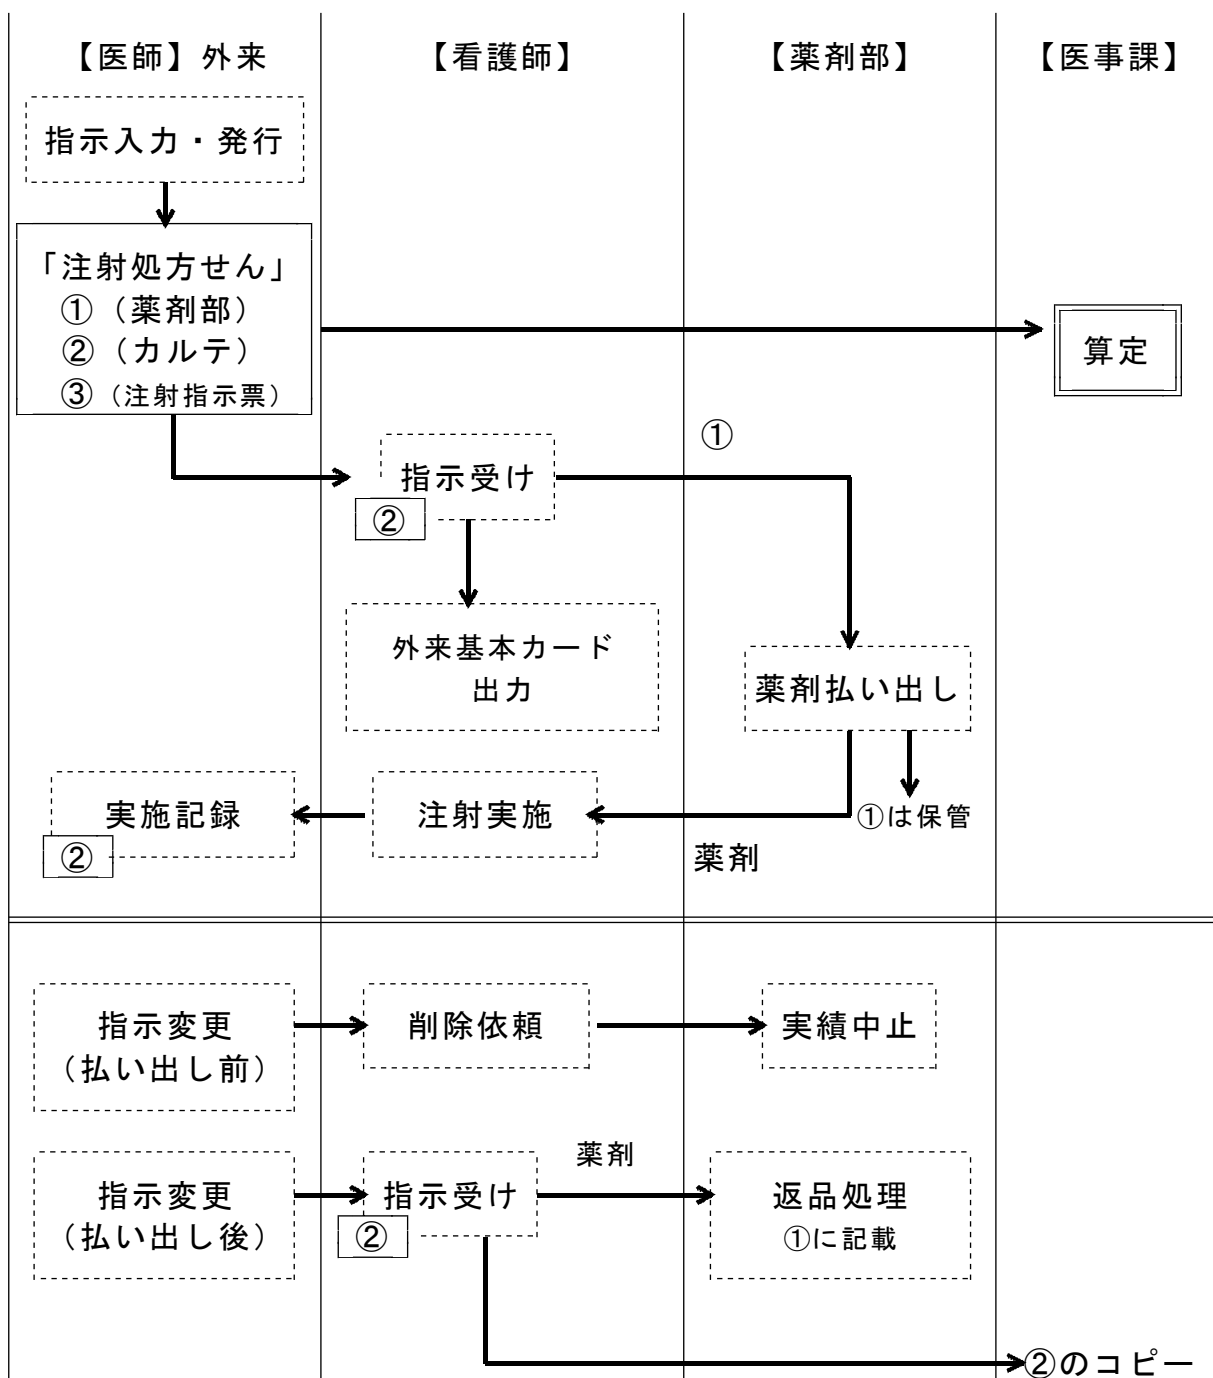 【医師】外来
【看護師】
【薬剤部】
【医事課】
指示入力・発行
「注射処方せん」
①（薬剤部）
②（カルテ）
③（注射指示票）
算定
①
指示受け
②
外来基本カード
出力
薬剤払い出し
実施記録
②
注射実施
①は保管
薬剤
指示変更
（払い出し前）
削除依頼
実績中止
指示変更
（払い出し後）
指示受け
②
薬剤
返品処理
①に記載
②のコピー